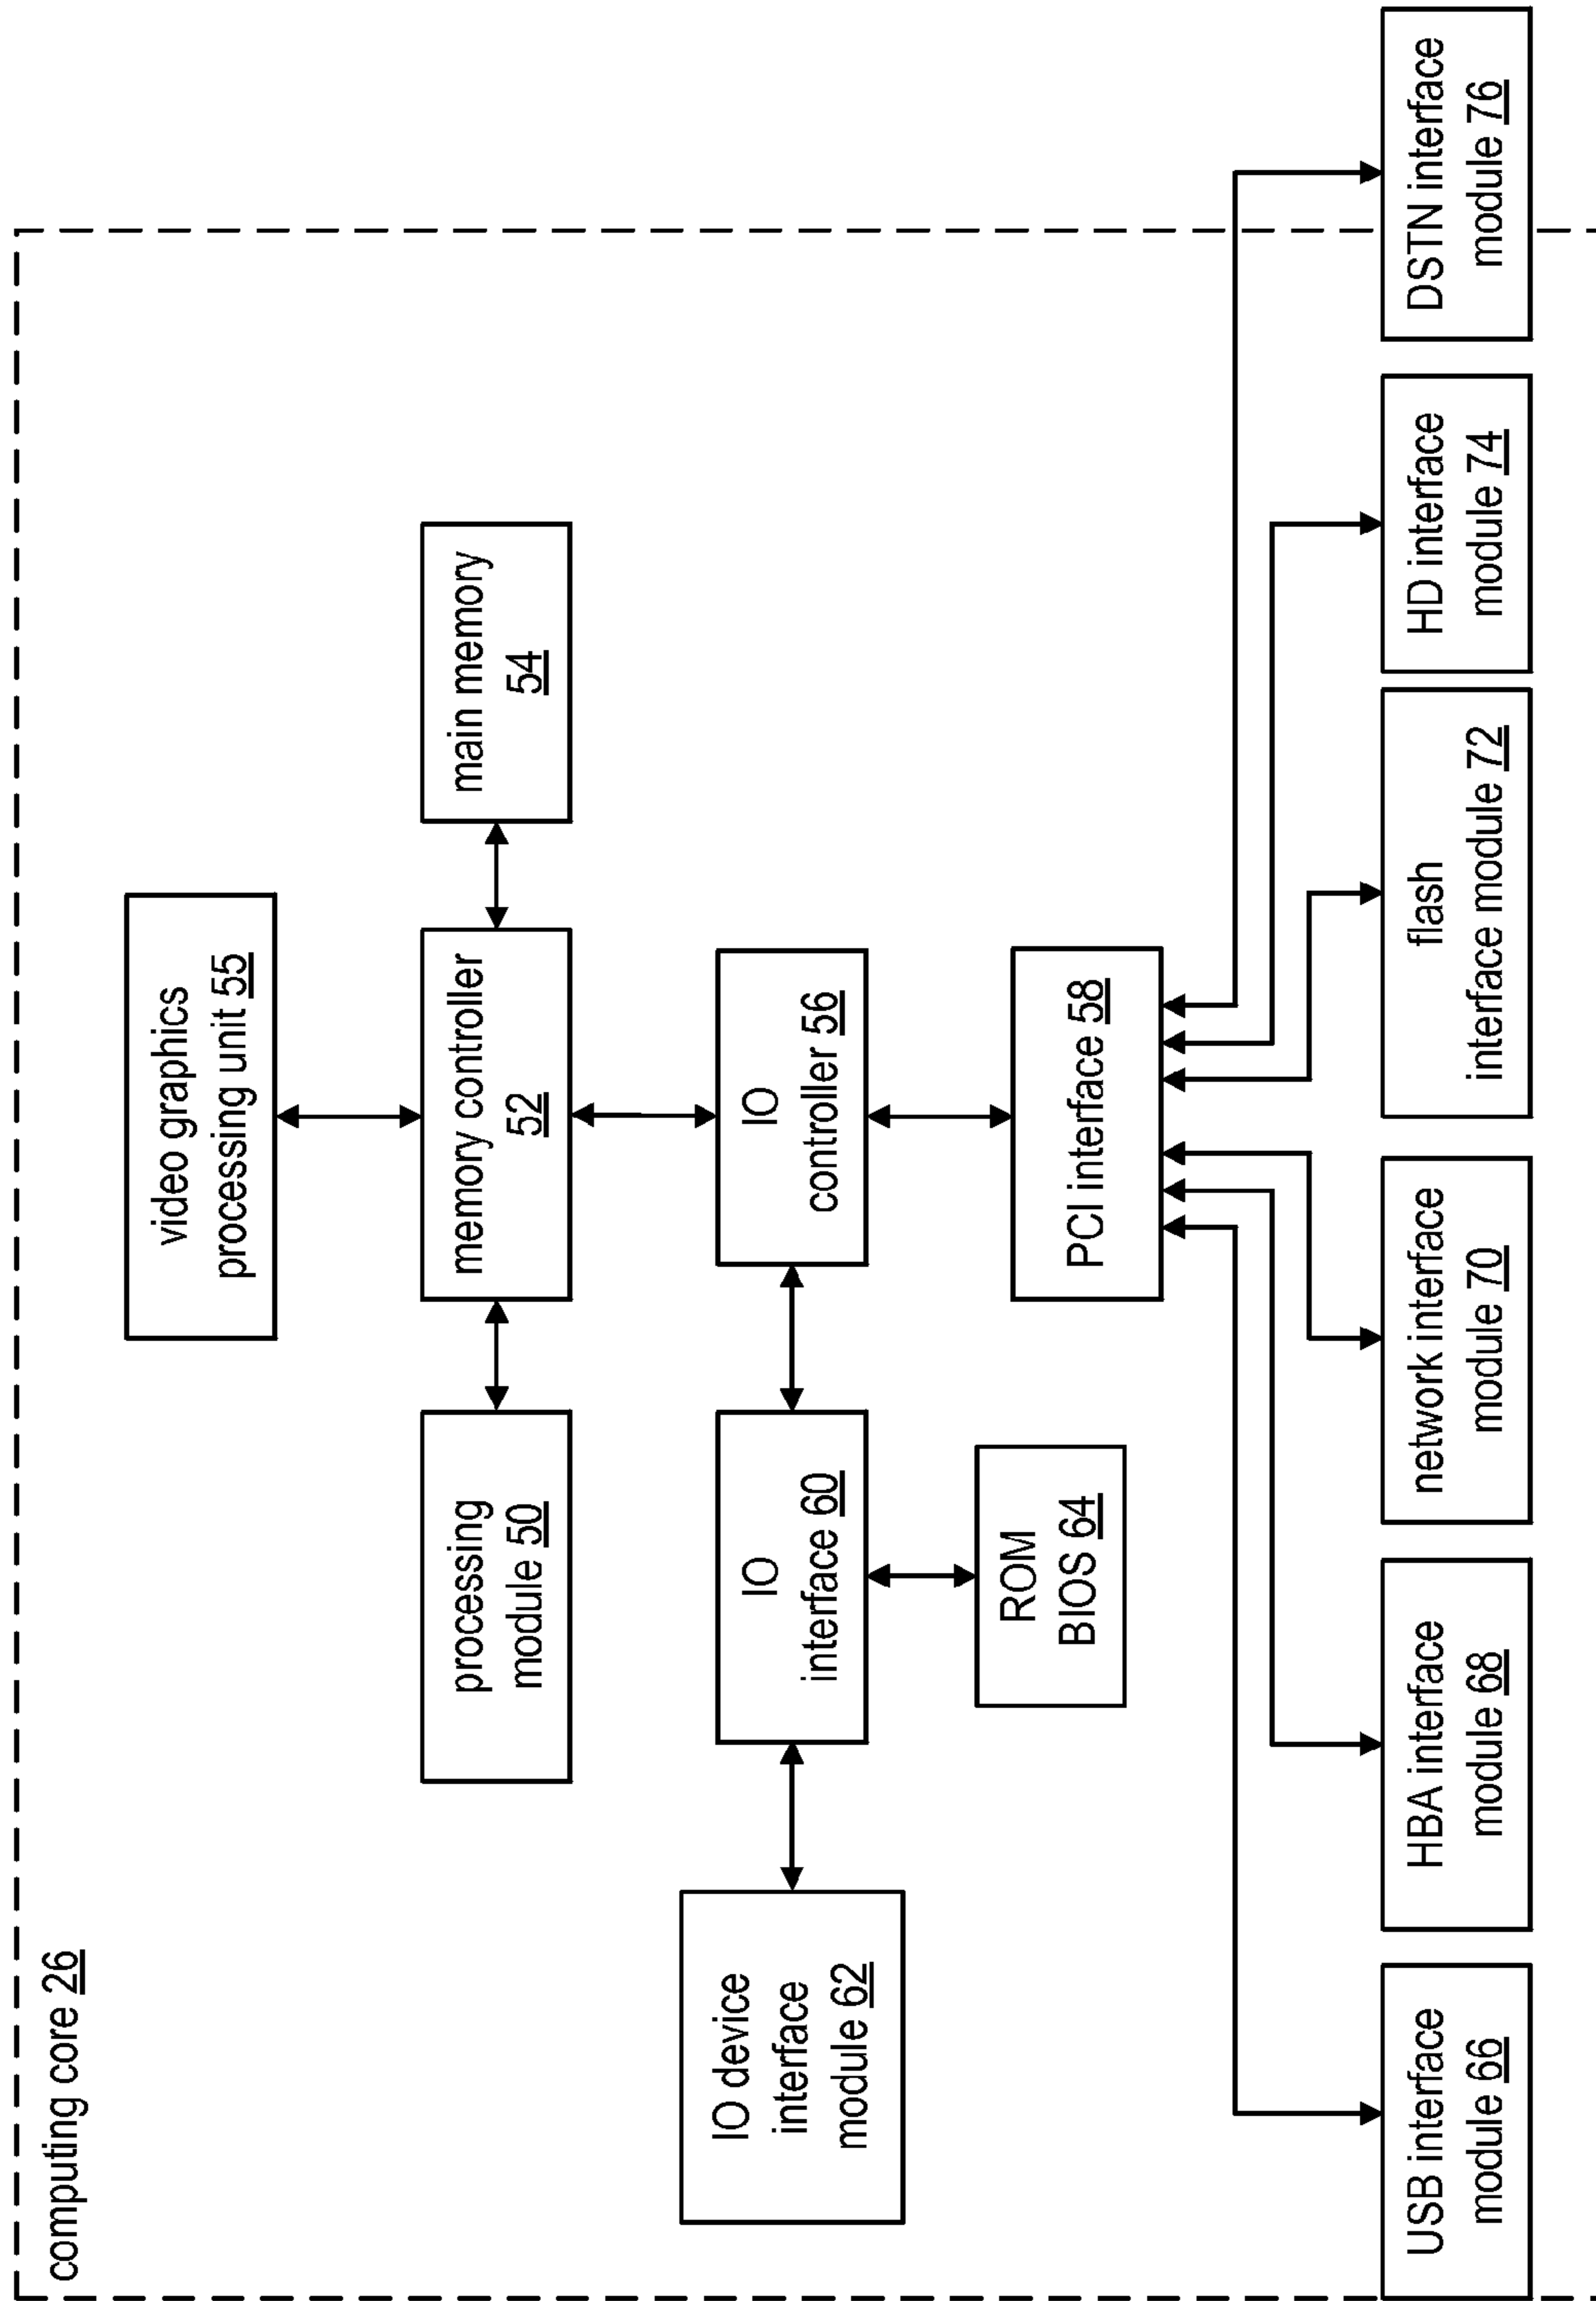 computing core 26
video graphics
processing unit 55
processing
module 50
memory controller
52
main memory
54
IO device
interface
module 62
IO
interface 60
IO
controller 56
ROM
BIOS 64
PCI interface 58
USB interface
module 66
HBA interface
module 68
network interface
module 70
flash
interface module 72
HD interface
module 74
DSTN interface
module 76